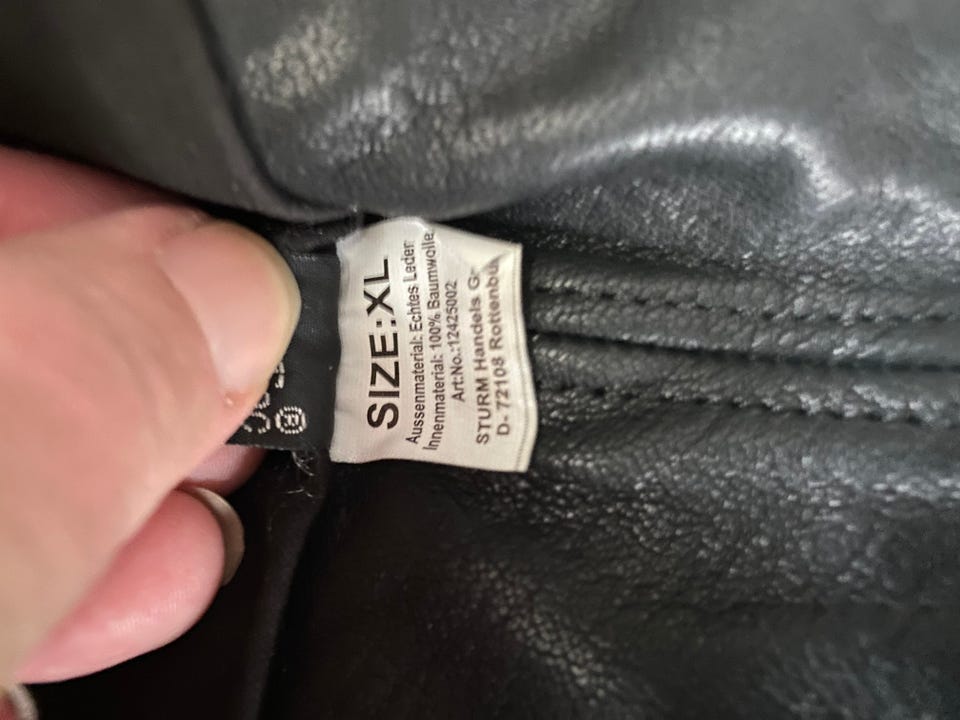 SIZE:XL
Aussenmaterial: Echtes Leder
Innenmaterial: 100% Baumwolle
Art:No.:12425002
STURM Handels G
D- 72108 Rottenbu